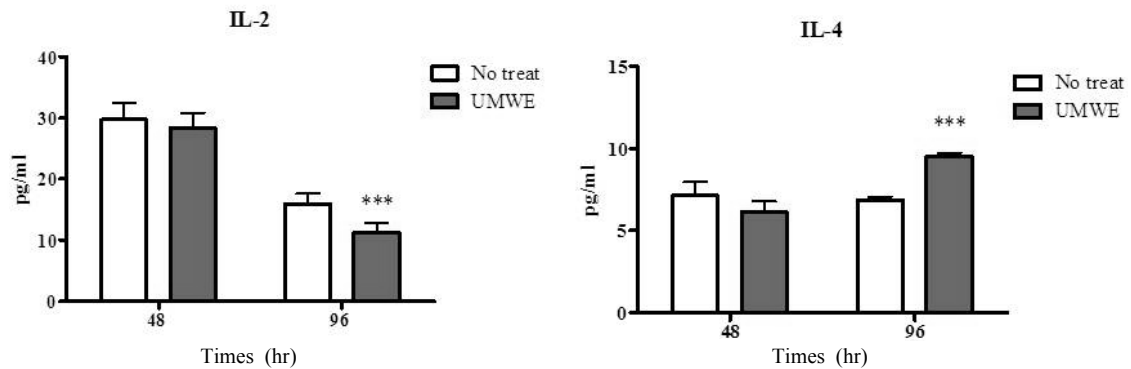 IL-2
40
30
20
10
0
pg/ml
No treat
UMWE
***
48
96
Times (hr)
IL-4
15
10
5
0
pg/ml
No treat
UMWE
***
48
96
Times (hr)